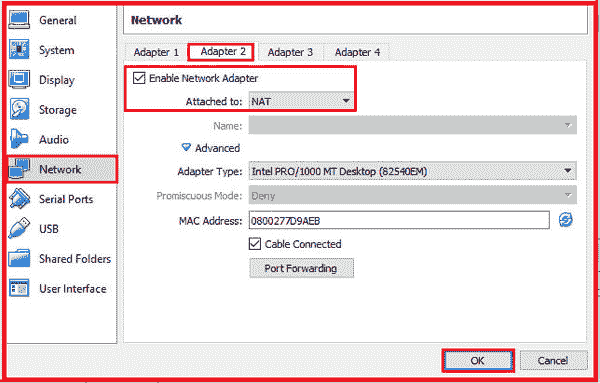 General
System
Display
Storage
Audio
Network
Serial Ports
USB
Shared Folders
User Interface
Network
Adapter 1 Adapter 2 Adapter 3 Adapter 4
Enable Network Adapter
Attached to: NAT
Name:
Advanced
Adapter Type: Intel PRO/1000 MT Desktop (82540EM)
Promiscuous Mode: Deny
MAC Address: 0800277D9AEB
Cable Connected
Port Forwarding
OK Cancel